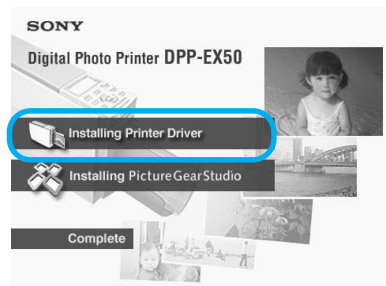 SONY
Digital Photo Printer DPP-EX50
Installing Printer Driver
Installing PictureGearStudio
Complete